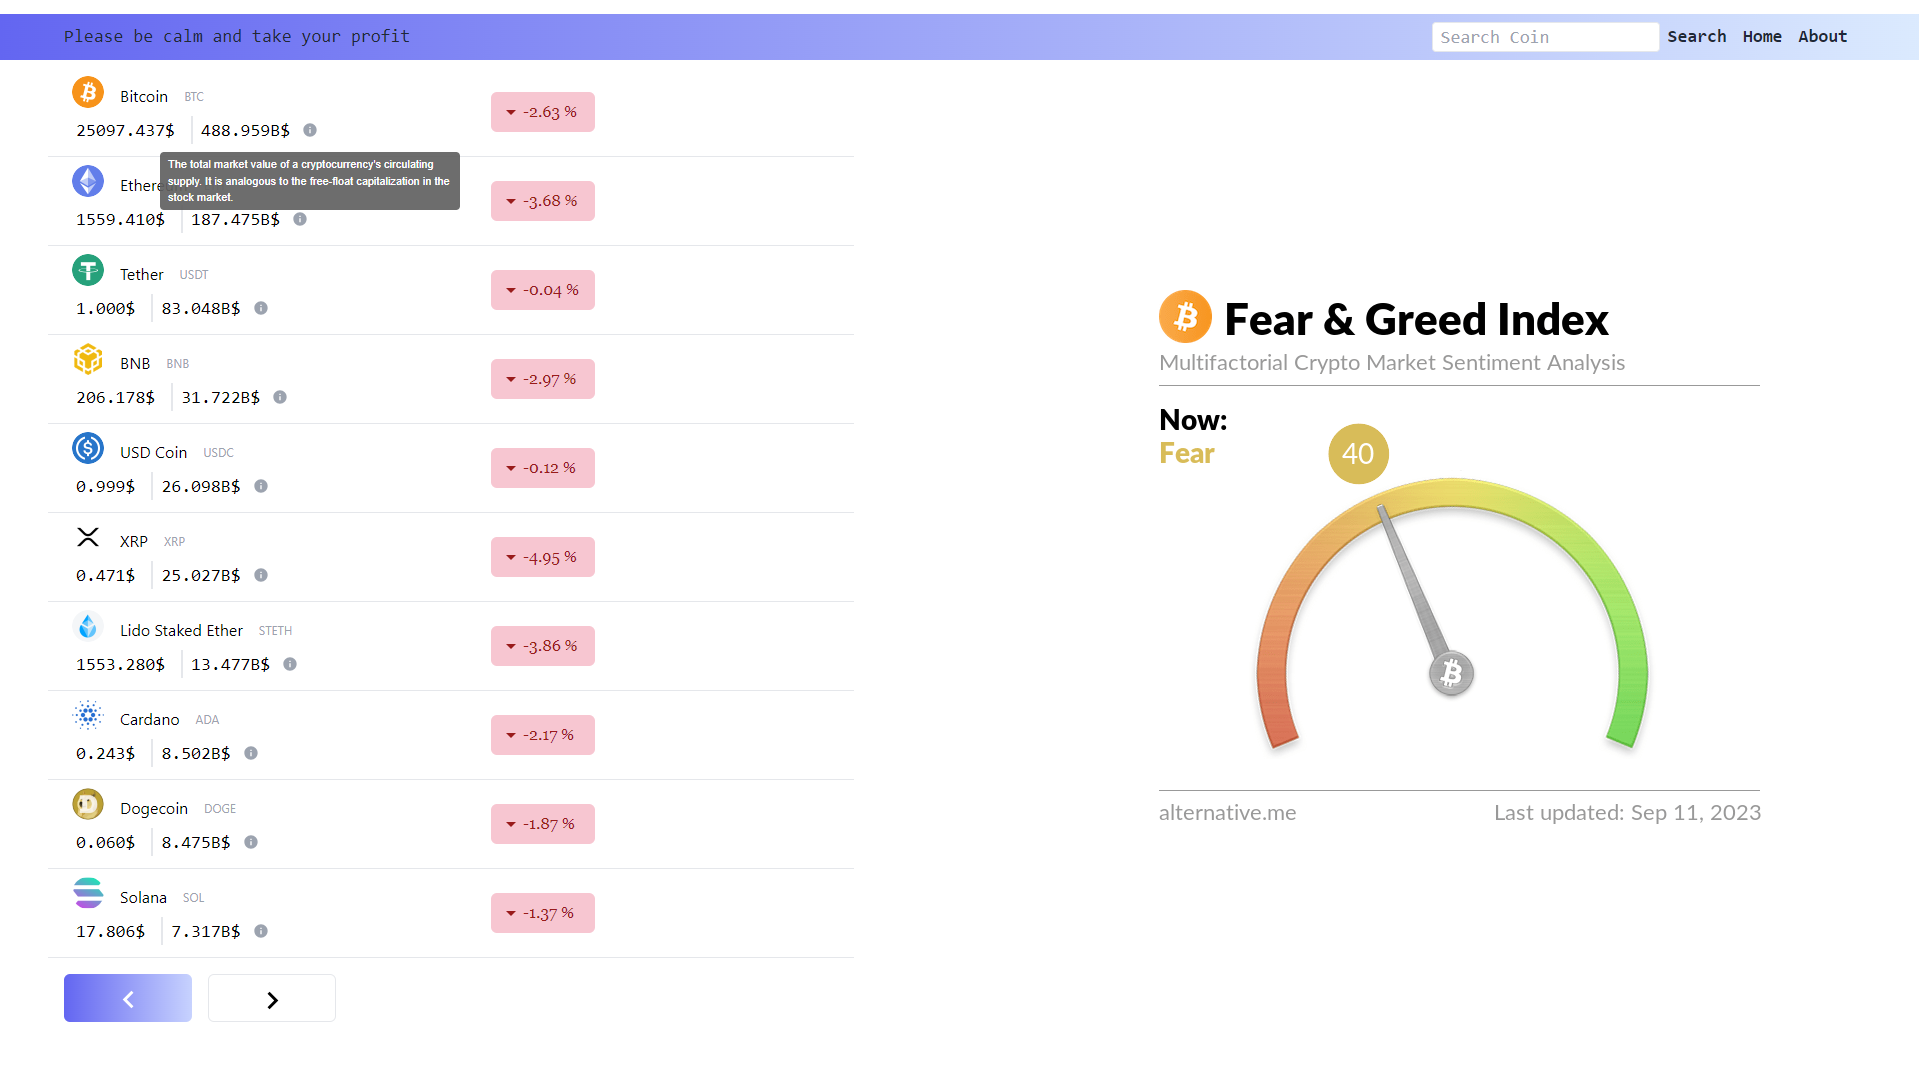 Please be calm and take your profit
Search Coin
Search
Home
About
Bitcoin BTC
25097.437$ 488.959B$
-2.63 %
The total market value of a cryptocurrency's circulating
supply. It is analogous to the free-float capitalization in the
stock market.
1559.410$ 187.475B$
-3.68 %
Tether USDT
1.000$ 83.048B$
-0.04 %
BNB BNB
206.178$ 31.722B$
-2.97 %
USD Coin USDC
0.999$ 26.098B$
-0.12 %
XRP XRP
0.471$ 25.027B$
-4.95 %
Lido Staked Ether STETH
1553.280$ 13.477B$
-3.86 %
Cardano ADA
0.243$ 8.502B$
-2.17 %
Dogecoin DOGE
0.060$ 8.475B$
-1.87 %
Solana SOL
17.806$ 7.317B$
-1.37 %
Fear & Greed Index
Multifactorial Crypto Market Sentiment Analysis
Now:
Fear
40
alternative.me
Last updated: Sep 11, 2023